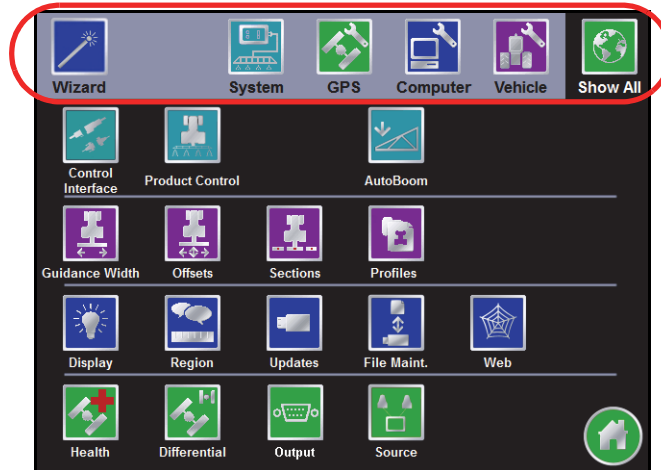 Wizard System GPS Computer Vehicle Show All
Control Interface Product Control AutoBoom
Guidance Width Offsets Sections Profiles
Display Region Updates File Maint. Web
Health Differential Output Source